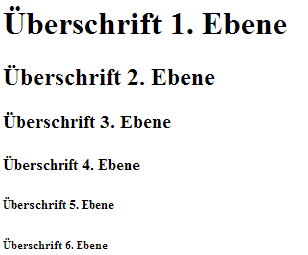 Überschrift 1. Ebene
Überschrift 2. Ebene
Überschrift 3. Ebene
Überschrift 4. Ebene
Überschrift 5. Ebene
Überschrift 6. Ebene